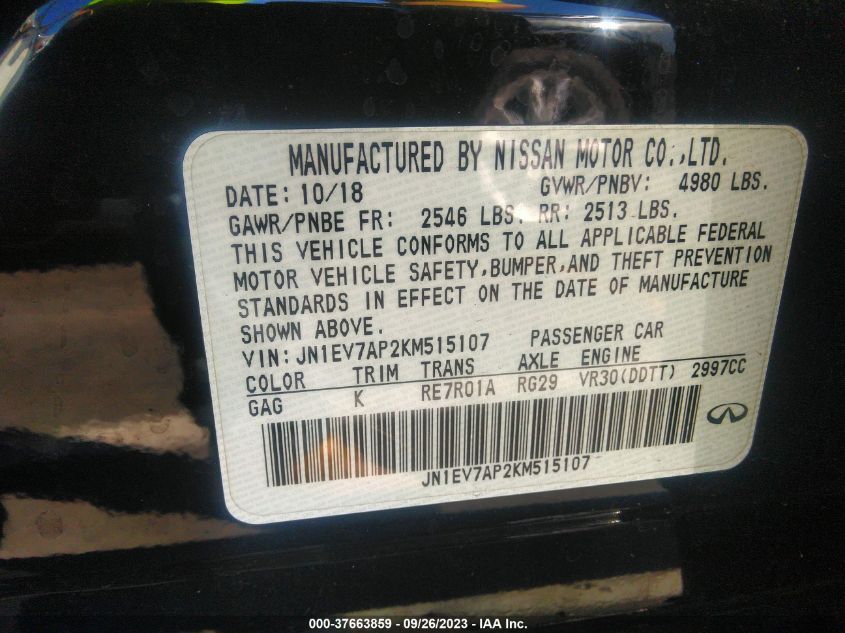 MANUFACTURED BY NISSAN MOTOR CO.,LTD.
DATE: 10/18 GVWR/PNBV: 4980 LBS.
GAWR/PNBE FR: 2546 LBS. RR: 2513 LBS.
THIS VEHICLE CONFORMS TO ALL APPLICABLE FEDERAL
MOTOR VEHICLE SAFETY,BUMPER,AND THEFT PREVENTION
STANDARDS IN EFFECT ON THE DATE OF MANUFACTURE
SHOWN ABOVE.
VIN: JN1EV7AP2KM515107 PASSENGER CAR
COLOR TRIM TRANS AXLE ENGINE
GAG K RE7R01A RG29 VR30(DDTT) 2997CC
JN1EV7AP2KM515107
000-37663859 - 09/26/2023 - IAA Inc.